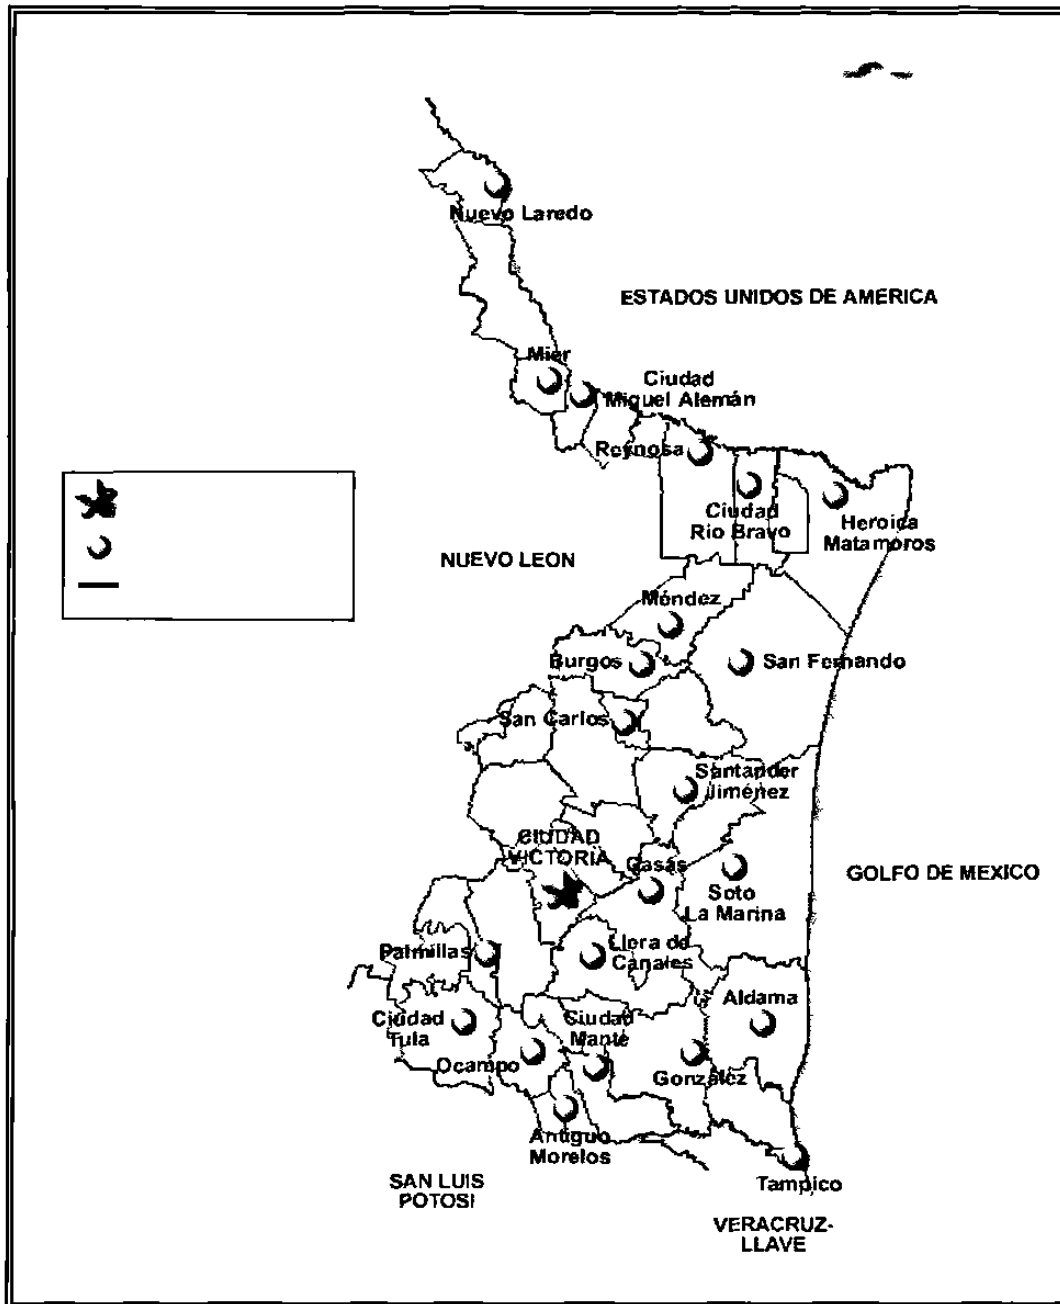 Nuevo Laredo
ESTADOS UNIDOS DE AMERICA
Mier
Ciudad
Miguel Alemán
Reynosa
Ciudad
Rio Bravo
Heroica
Matamoros
NUEVO LEON
Méndez
Burgos
San Fernando
San Carlos
Santander
Jiménez
CIUDAD
VICTORIA
Casas
Soto
La Marina
GOLFO DE MEXICO
Palmillas
Llera de
Canales
Aldama
Ciudad
Tula
Ciudad
Mante
Ocampo
González
Antiguo
Morelos
SAN LUIS
POTOSI
Tampico
VERACRUZ-
LLAVE